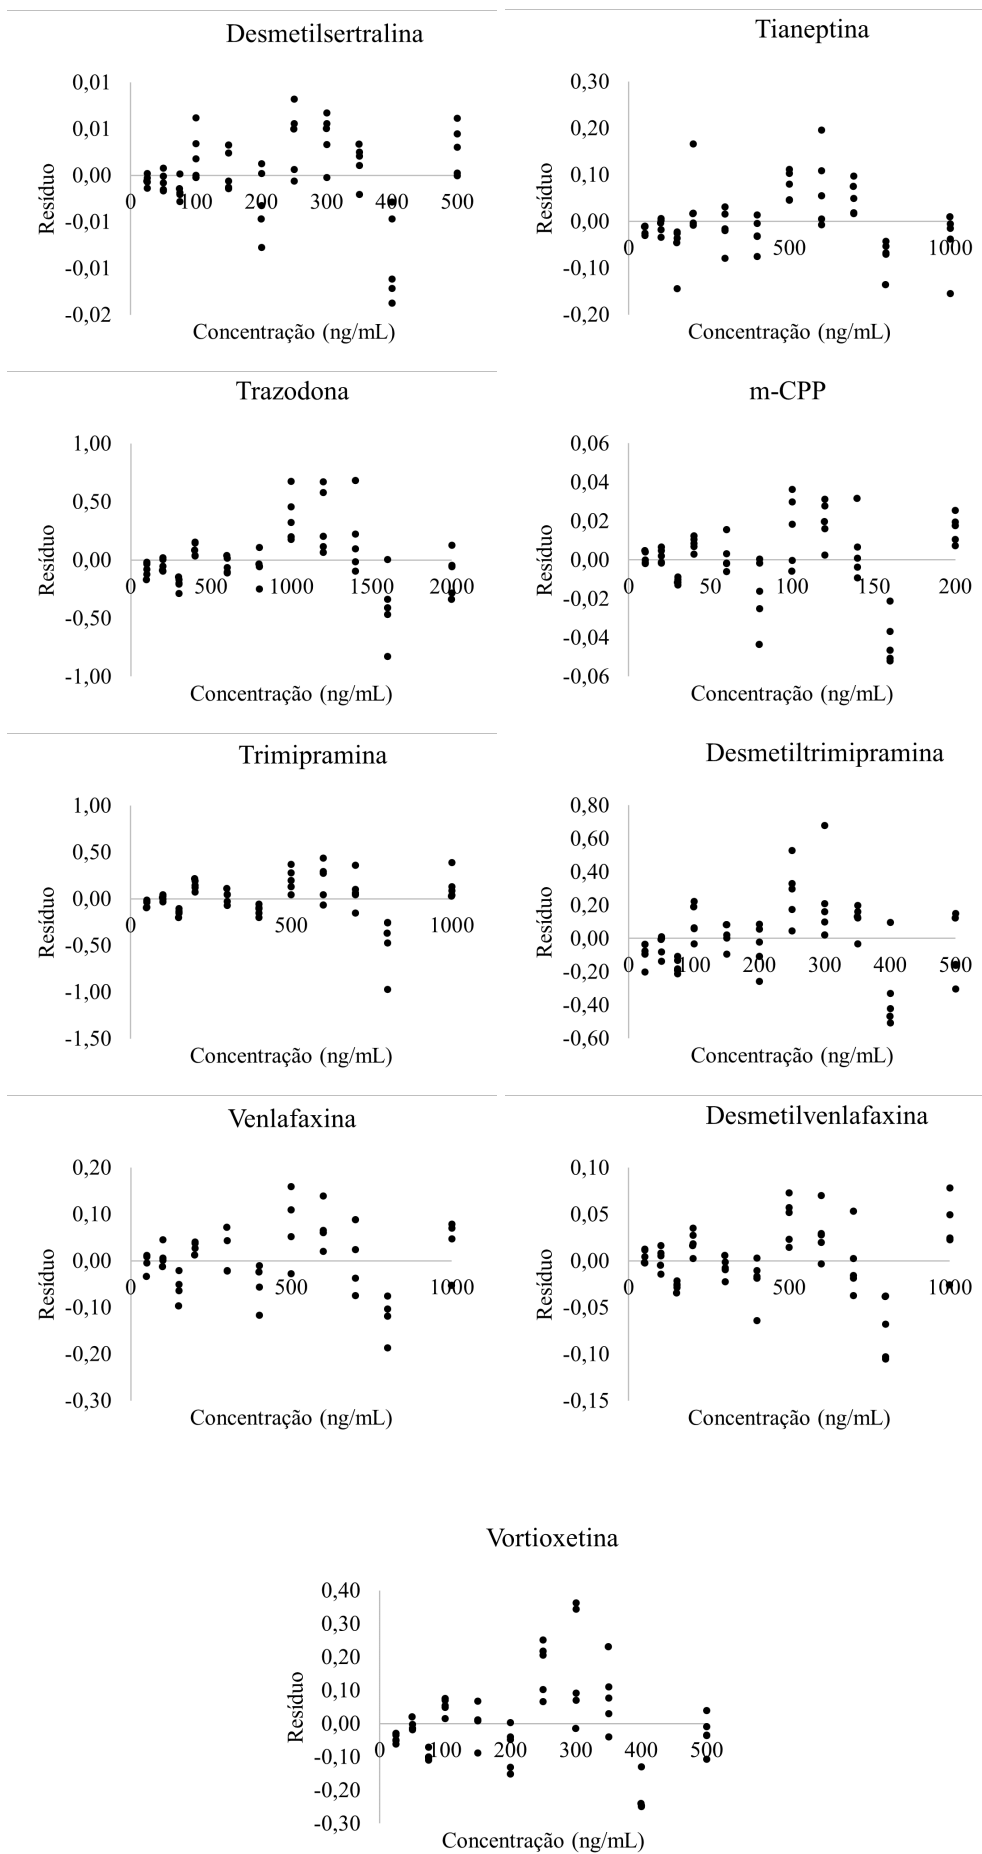 Desmetilsertralina
0,01
0,01
0,00
-0,01
-0,01
-0,02
Resíduo
0 100 200 300 400 500
Concentração (ng/mL)
Tianeptina
0,30
0,20
0,10
0,00
-0,10
-0,20
Resíduo
0 500 1000
Concentração (ng/mL)
Trazodona
1,00
0,50
0,00
-0,50
-1,00
Resíduo
0 500 1000 1500 2000
Concentração (ng/mL)
m-CPP
0,06
0,04
0,02
0,00
-0,02
-0,04
-0,06
Resíduo
0 50 100 150 200
Concentração (ng/mL)
Trimipramina
1,00
0,50
0,00
-0,50
-1,00
-1,50
Resíduo
0 500 1000
Concentração (ng/mL)
Desmetiltrimipramina
0,80
0,60
0,40
0,20
0,00
-0,20
-0,40
-0,60
Resíduo
0 100 200 300 400 500
Concentração (ng/mL)
Venlafaxina
0,20
0,10
0,00
-0,10
-0,20
-0,30
Resíduo
0 500 1000
Concentração (ng/mL)
Desmetilvenlafaxina
0,10
0,05
0,00
-0,05
-0,10
-0,15
Resíduo
0 500 1000
Concentração (ng/mL)
Vortioxetina
0,40
0,30
0,20
0,10
0,00
-0,10
-0,20
-0,30
Resíduo
0 100 200 300 400 500
Concentração (ng/mL)